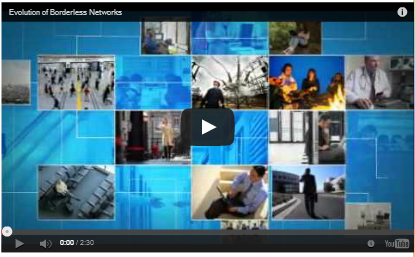 Evolution of Borderless Networks
0:00 / 2:30
YouTube